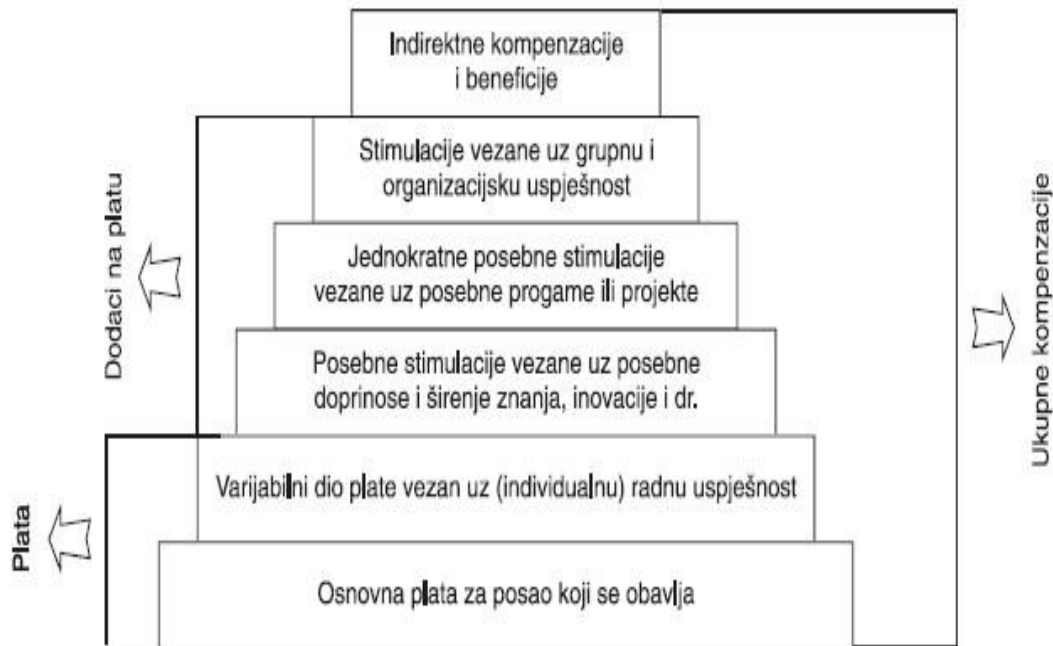 Indirektne kompenzacije
i beneficije
Stimulacije vezane uz grupnu i
organizacijsku uspješnost
Jednokratne posebne stimulacije
vezane uz posebne progame ili projekte
Posebne stimulacije vezane uz posebne
doprinose i širenje znanja, inovacije i dr.
Varijabilni dio plate vezan uz (individualnu) radnu uspješnost
Osnovna plata za posao koji se obavlja
Dodaci na platu
Plata
Ukupne kompenzacije